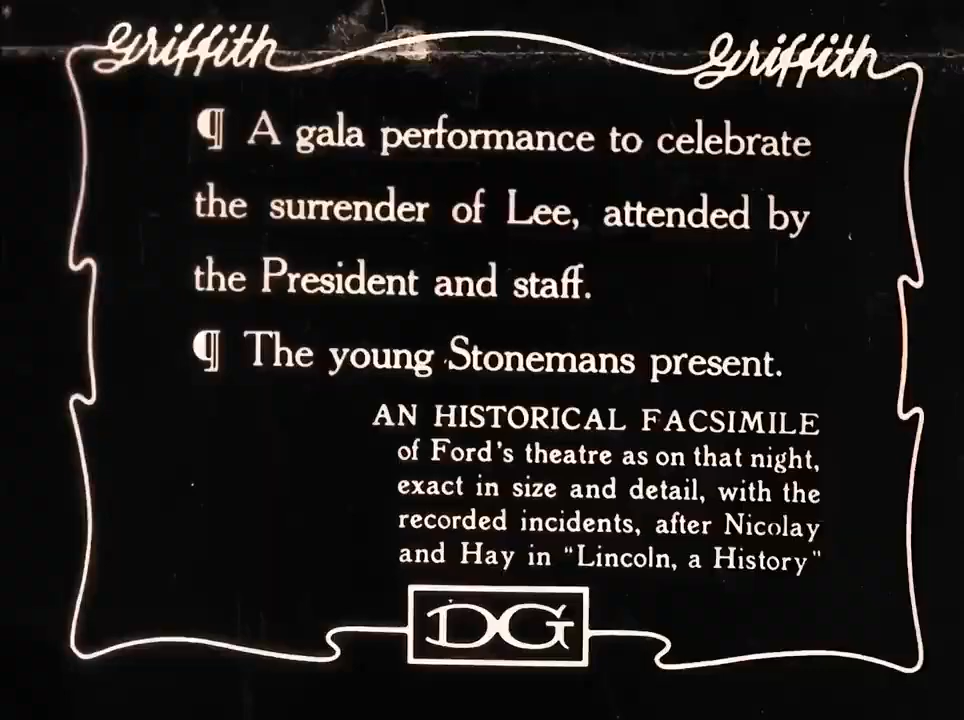 Griffith Griffith
¶ A gala performance to celebrate
the surrender of Lee, attended by
the President and staff.
¶ The young Stonemans present.
AN HISTORICAL FACSIMILE
of Ford's theatre as on that night,
exact in size and detail, with the
recorded incidents, after Nicolay
and Hay in "Lincoln, a History"
DG